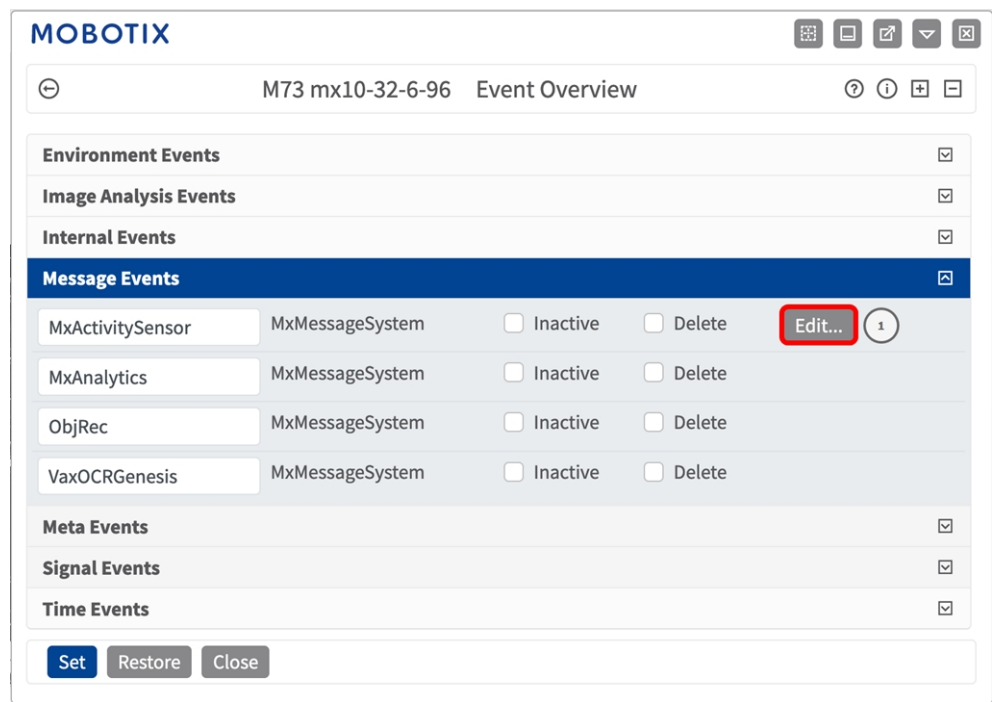 MOBOTIX
M73 mx10-32-6-96 Event Overview
Environment Events
Image Analysis Events
Internal Events
Message Events
MxActivitySensor MxMessageSystem Inactive Delete Edit... 1
MxAnalytics MxMessageSystem Inactive Delete
ObjRec MxMessageSystem Inactive Delete
VaxOCRGenesis MxMessageSystem Inactive Delete
Meta Events
Signal Events
Time Events
Set Restore Close